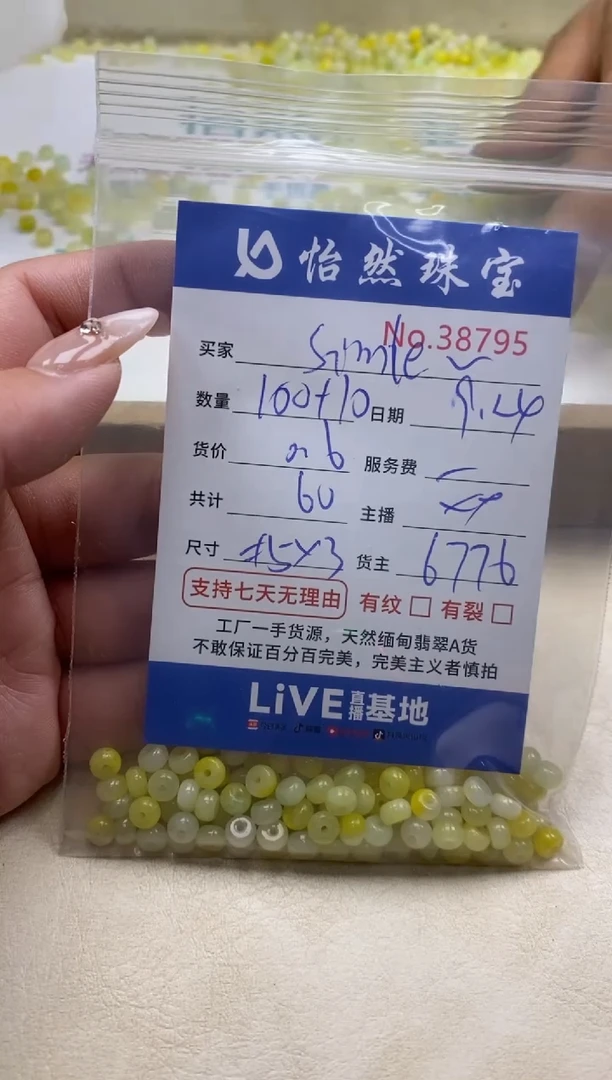 怡然珠宝
No.38795
买家 Simle
数量 100+10 日期 9.24
货价 0.6 服务费
共计 60 主播
尺寸 5×3 货主 6776
支持七天无理由 有纹 有裂
工厂一手货源，天然缅甸翡翠A货
不敢保证百分百完美，完美主义者慎拍
LiVE直播基地